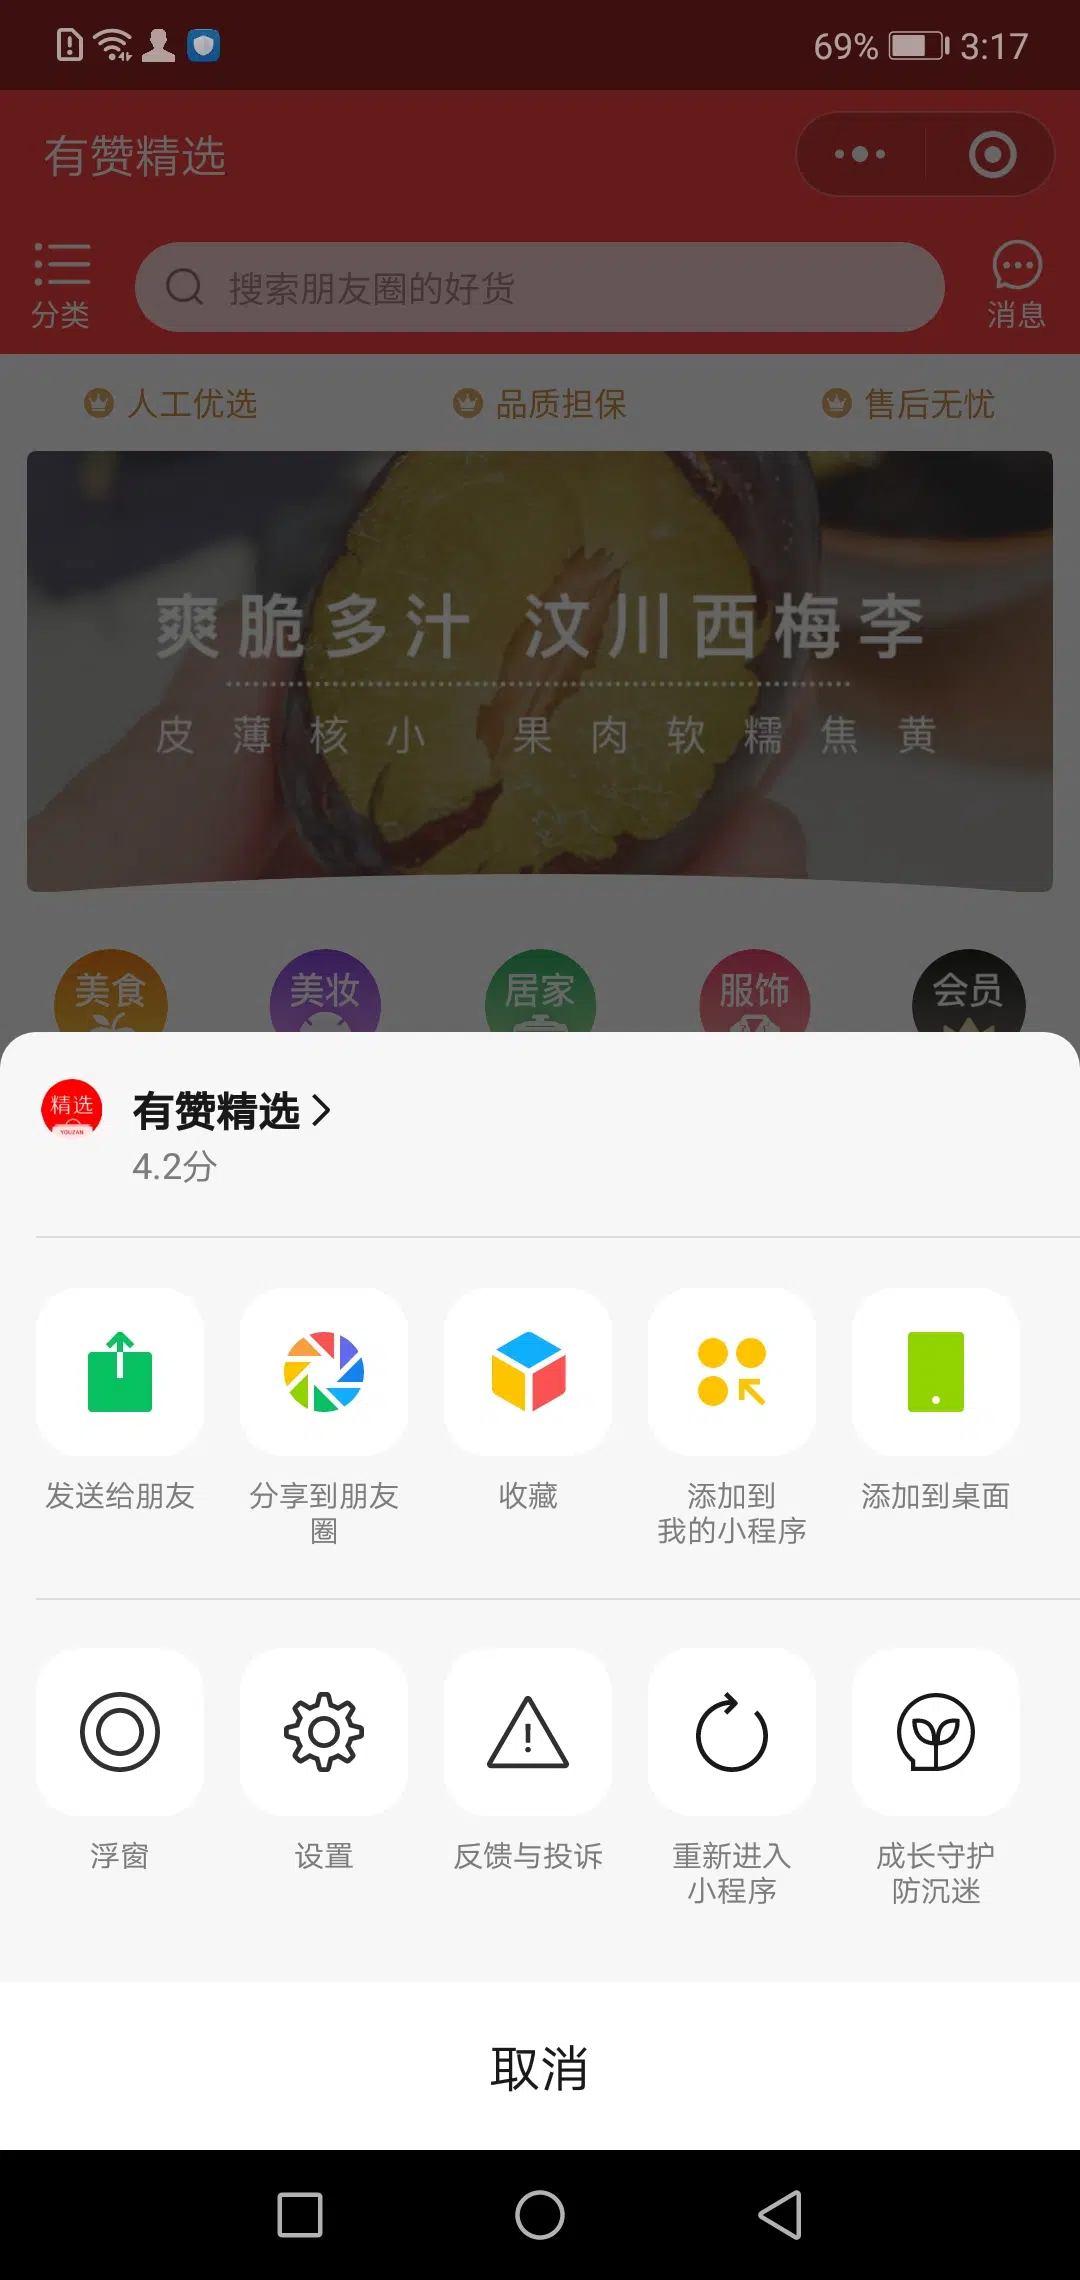 69% 3:17
有赞精选
分类
搜索朋友圈的好货
消息
人工优选 品质担保 售后无忧
爽脆多汁 汶川西梅李
皮薄核小 果肉软糯焦黄
美食 美妆 居家 服饰 会员
精选
YOUZAN
有赞精选
4.2分
发送给朋友
分享到朋友
圈
收藏
添加到
我的小程序
添加到桌面
浮窗
设置
反馈与投诉
重新进入
小程序
成长守护
防沉迷
取消